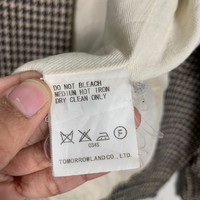 DO NOT BLEACH
MEDIUM HOT IRON
DRY CLEAN ONLY
F
TOMORROWLAND CO., LTD.